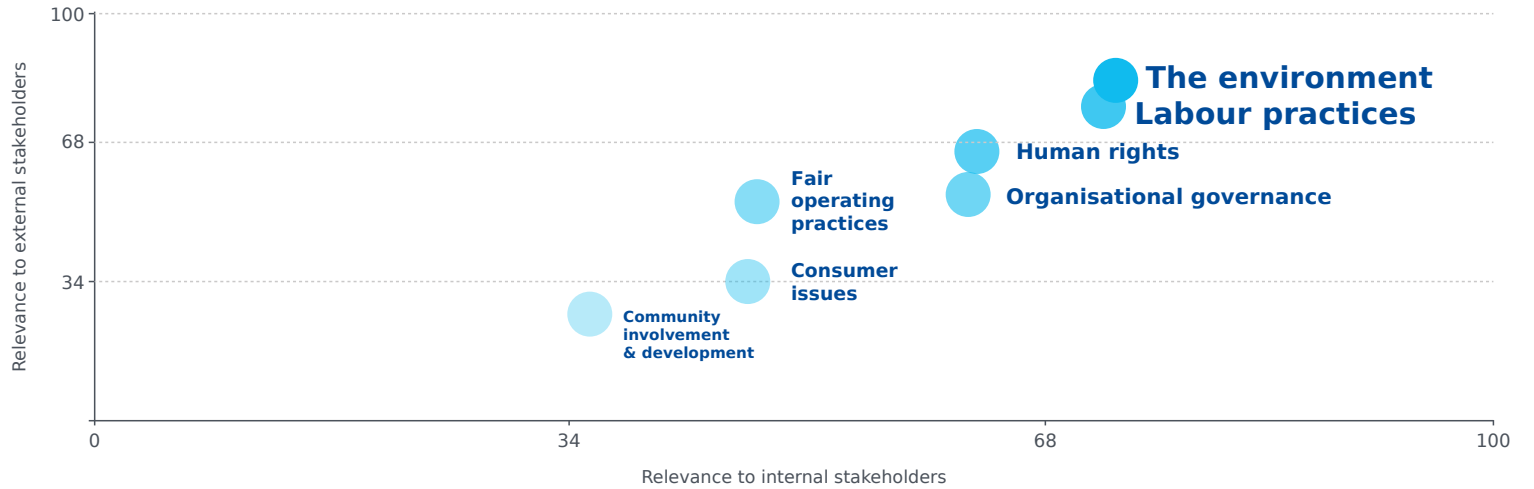 100
68
34
Relevance to external stakeholders
The environment
Labour practices
Human rights
Fair
operating
practices
Organisational governance
Consumer
issues
Community
involvement
& development
0
34
68
100
Relevance to internal stakeholders